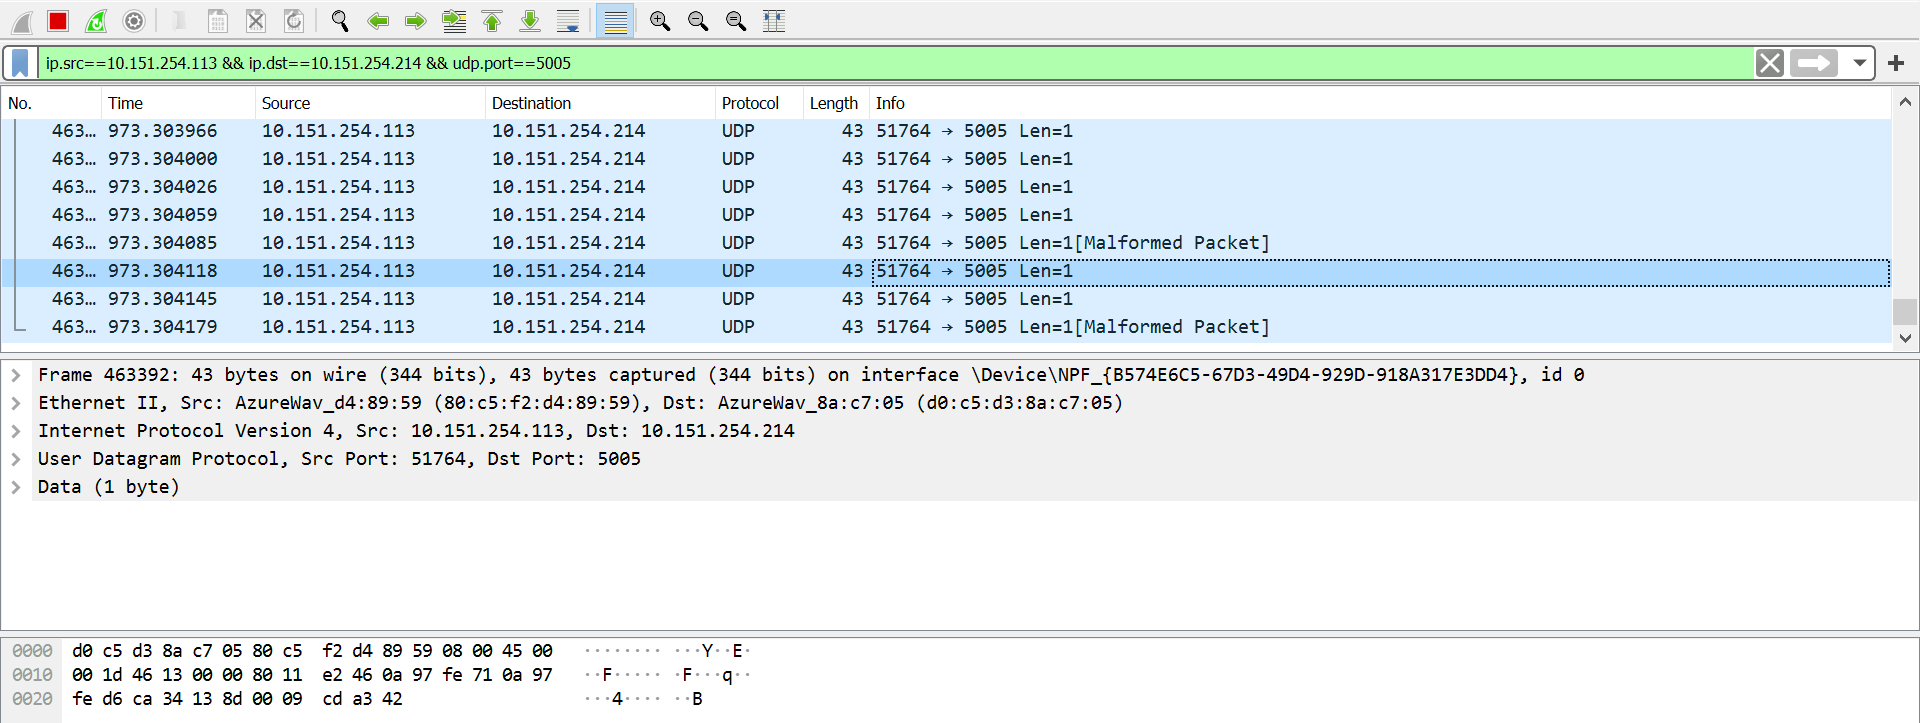 ip.src==10.151.254.113 && ip.dst==10.151.254.214 && udp.port==5005
No. Time Source Destination Protocol Length Info
463… 973.303966 10.151.254.113 10.151.254.214 UDP 43 51764 → 5005 Len=1
463… 973.304000 10.151.254.113 10.151.254.214 UDP 43 51764 → 5005 Len=1
463… 973.304026 10.151.254.113 10.151.254.214 UDP 43 51764 → 5005 Len=1
463… 973.304059 10.151.254.113 10.151.254.214 UDP 43 51764 → 5005 Len=1
463… 973.304085 10.151.254.113 10.151.254.214 UDP 43 51764 → 5005 Len=1[Malformed Packet]
463… 973.304118 10.151.254.113 10.151.254.214 UDP 43 51764 → 5005 Len=1
463… 973.304145 10.151.254.113 10.151.254.214 UDP 43 51764 → 5005 Len=1
463… 973.304179 10.151.254.113 10.151.254.214 UDP 43 51764 → 5005 Len=1[Malformed Packet]
Frame 463392: 43 bytes on wire (344 bits), 43 bytes captured (344 bits) on interface \Device\NPF_{B574E6C5-67D3-49D4-929D-918A317E3DD4}, id 0
Ethernet II, Src: AzureWav_d4:89:59 (80:c5:f2:d4:89:59), Dst: AzureWav_8a:c7:05 (d0:c5:d3:8a:c7:05)
Internet Protocol Version 4, Src: 10.151.254.113, Dst: 10.151.254.214
User Datagram Protocol, Src Port: 51764, Dst Port: 5005
Data (1 byte)
0000 d0 c5 d3 8a c7 05 80 c5 f2 d4 89 59 08 00 45 00 ········ ···Y··E·
0010 00 1d 46 13 00 00 80 11 e2 46 0a 97 fe 71 0a 97 ··F····· ·F···q··
0020 fe d6 ca 34 13 8d 00 09 cd a3 42 ···4···· ··B